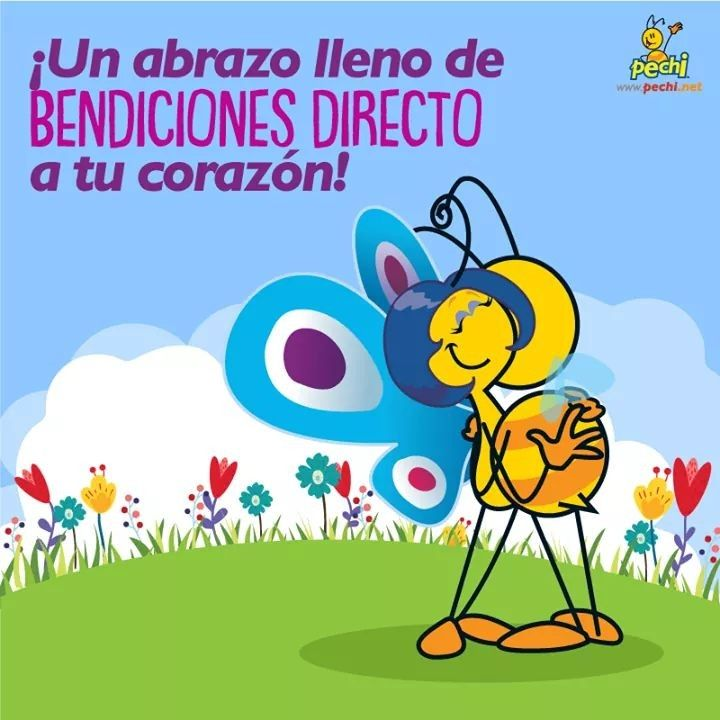 ¡Un abrazo lleno de
BENDICIONES DIRECTO
a tu corazón!
pechi
www.pechi.net